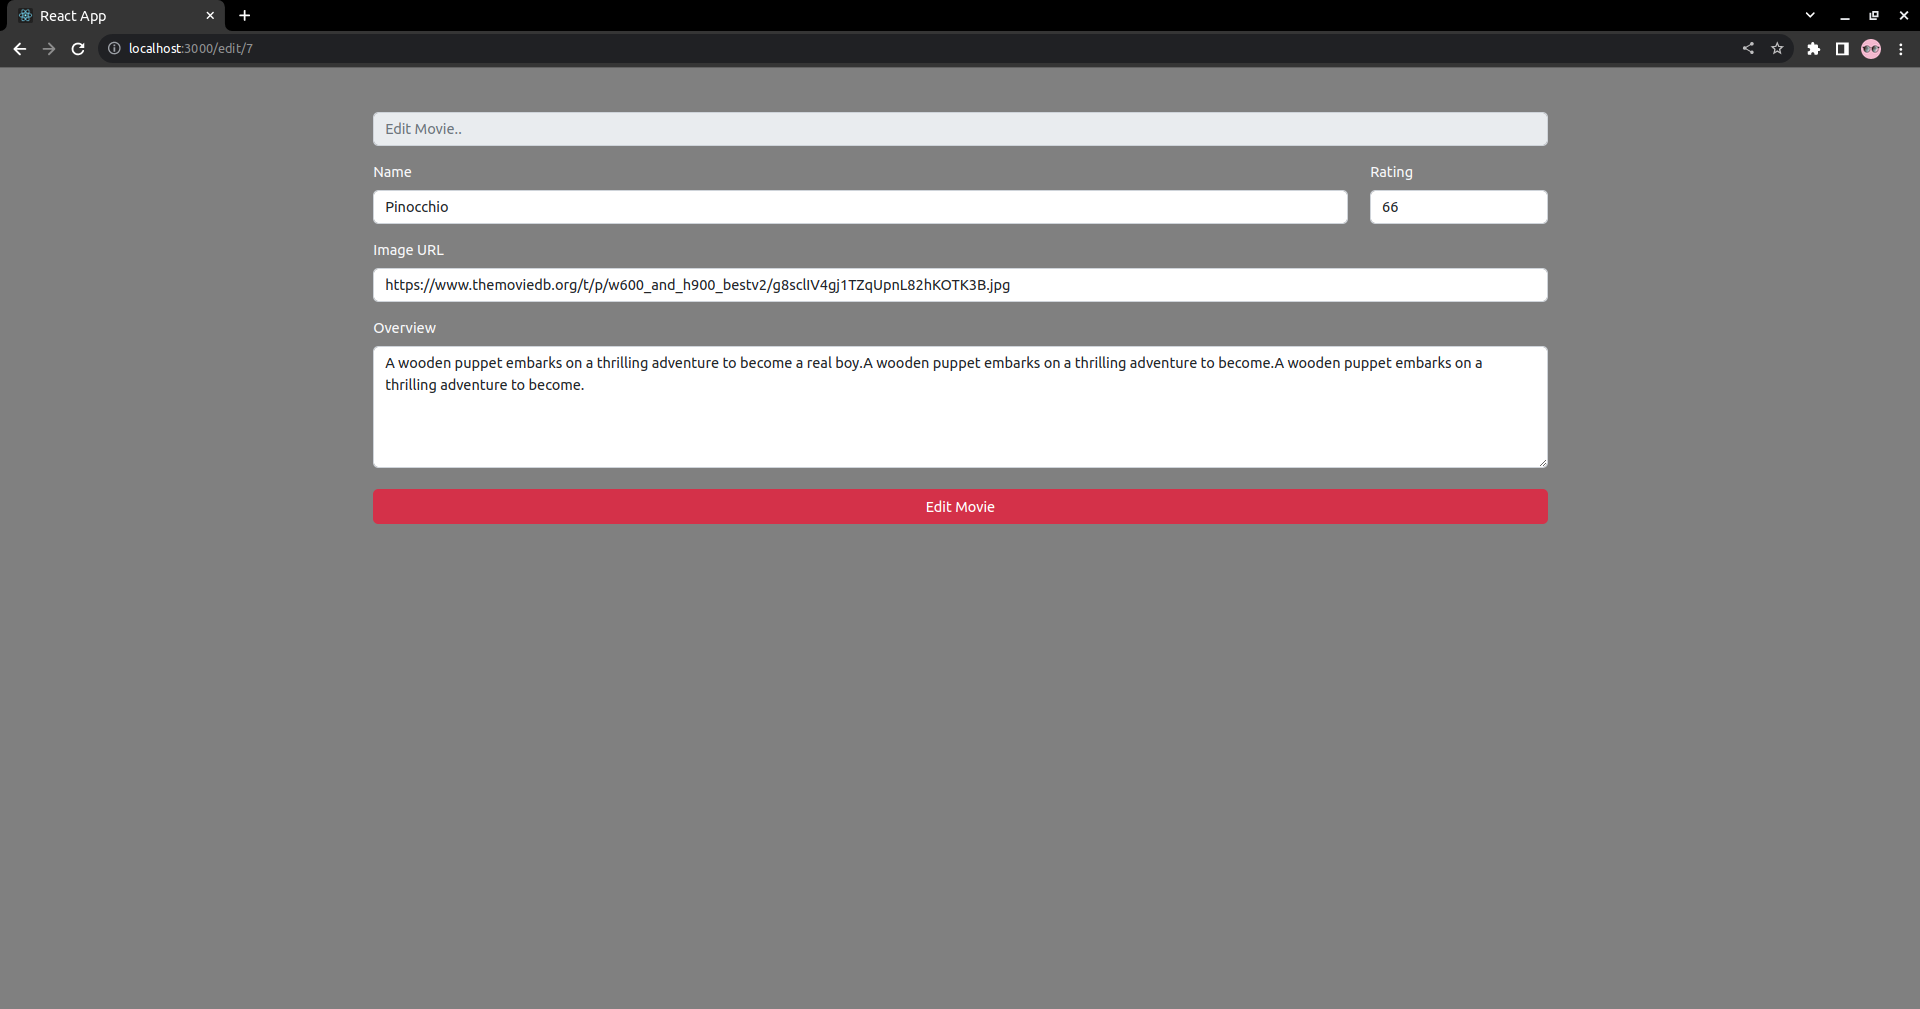 React App
localhost:3000/edit/7
Edit Movie..
Name
Rating
Pinocchio
66
Image URL
https://www.themoviedb.org/t/p/w600_and_h900_bestv2/g8sclIV4gj1TZqUpnL82hKOTK3B.jpg
Overview
A wooden puppet embarks on a thrilling adventure to become a real boy.A wooden puppet embarks on a thrilling adventure to become.A wooden puppet embarks on a
thrilling adventure to become.
Edit Movie